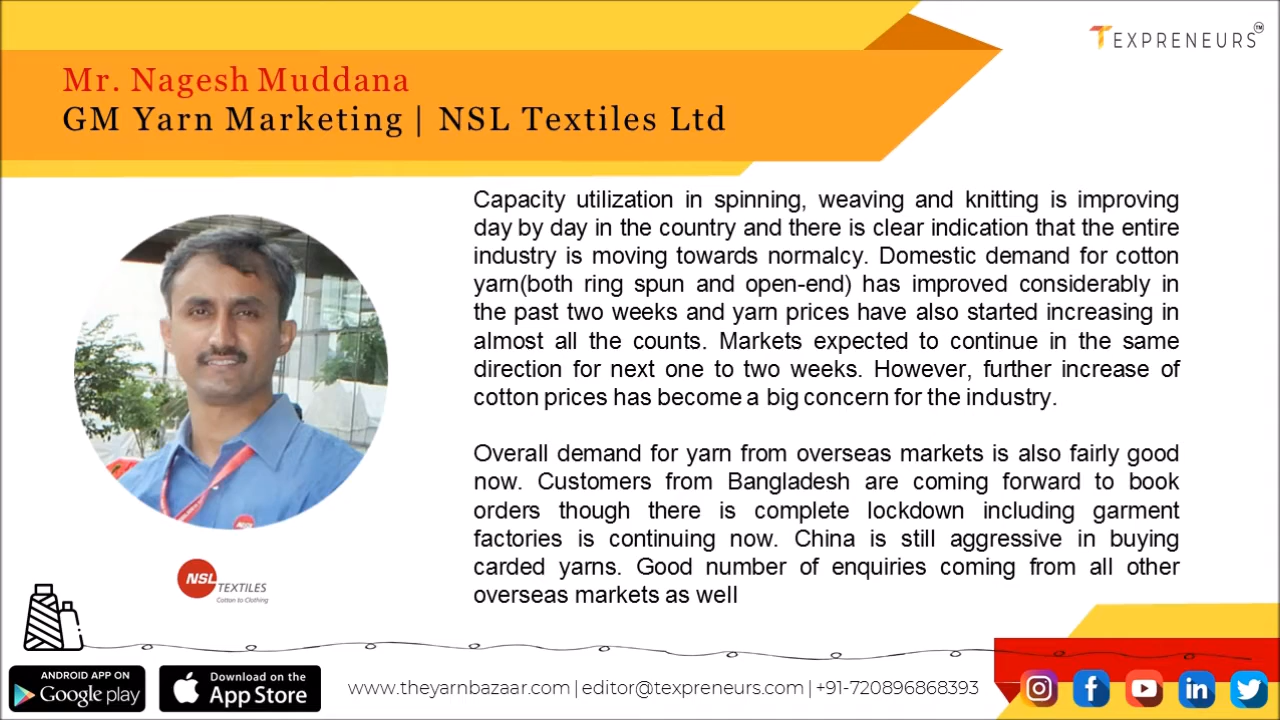 TEXPRENEURS
TM
Mr. Nagesh Muddana
GM Yarn Marketing | NSL Textiles Ltd
Capacity utilization in spinning, weaving and knitting is improving
day by day in the country and there is clear indication that the entire
industry is moving towards normalcy. Domestic demand for cotton
yarn(both ring spun and open-end) has improved considerably in
the past two weeks and yarn prices have also started increasing in
almost all the counts. Markets expected to continue in the same
direction for next one to two weeks. However, further increase of
cotton prices has become a big concern for the industry.
Overall demand for yarn from overseas markets is also fairly good
now. Customers from Bangladesh are coming forward to book
orders though there is complete lockdown including garment
factories is continuing now. China is still aggressive in buying
carded yarns. Good number of enquiries coming from all other
overseas markets as well
NSL
TEXTILES
Cotton to Clothing
ANDROID APP ON
Google play
Download on the
App Store
www.theyarnbazaar.com | editor@texpreneurs.com | +91-720896868393